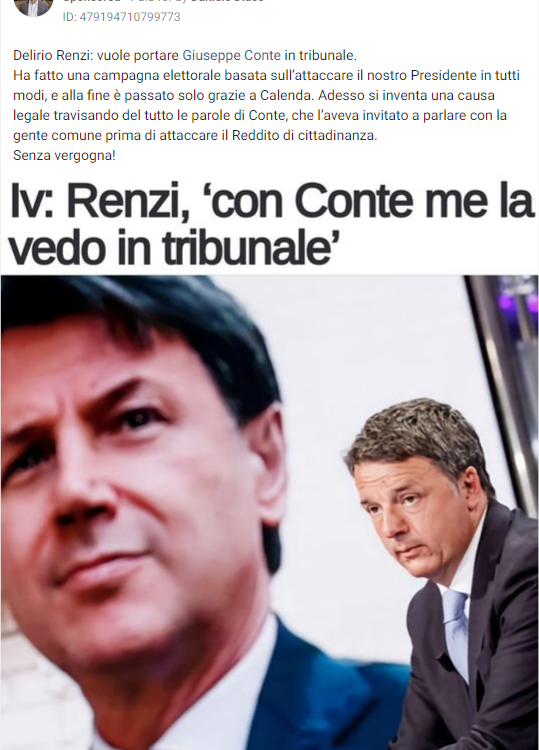 ID: 479194710799773
Delirio Renzi: vuole portare Giuseppe Conte in tribunale.
Ha fatto una campagna elettorale basata sull'attaccare il nostro Presidente in tutti
modi, e alla fine è passato solo grazie a Calenda. Adesso si inventa una causa
legale travisando del tutto le parole di Conte, che l'aveva invitato a parlare con la
gente comune prima di attaccare il Reddito di cittadinanza.
Senza vergogna!
Iv: Renzi, ‘con Conte me la
vedo in tribunale’